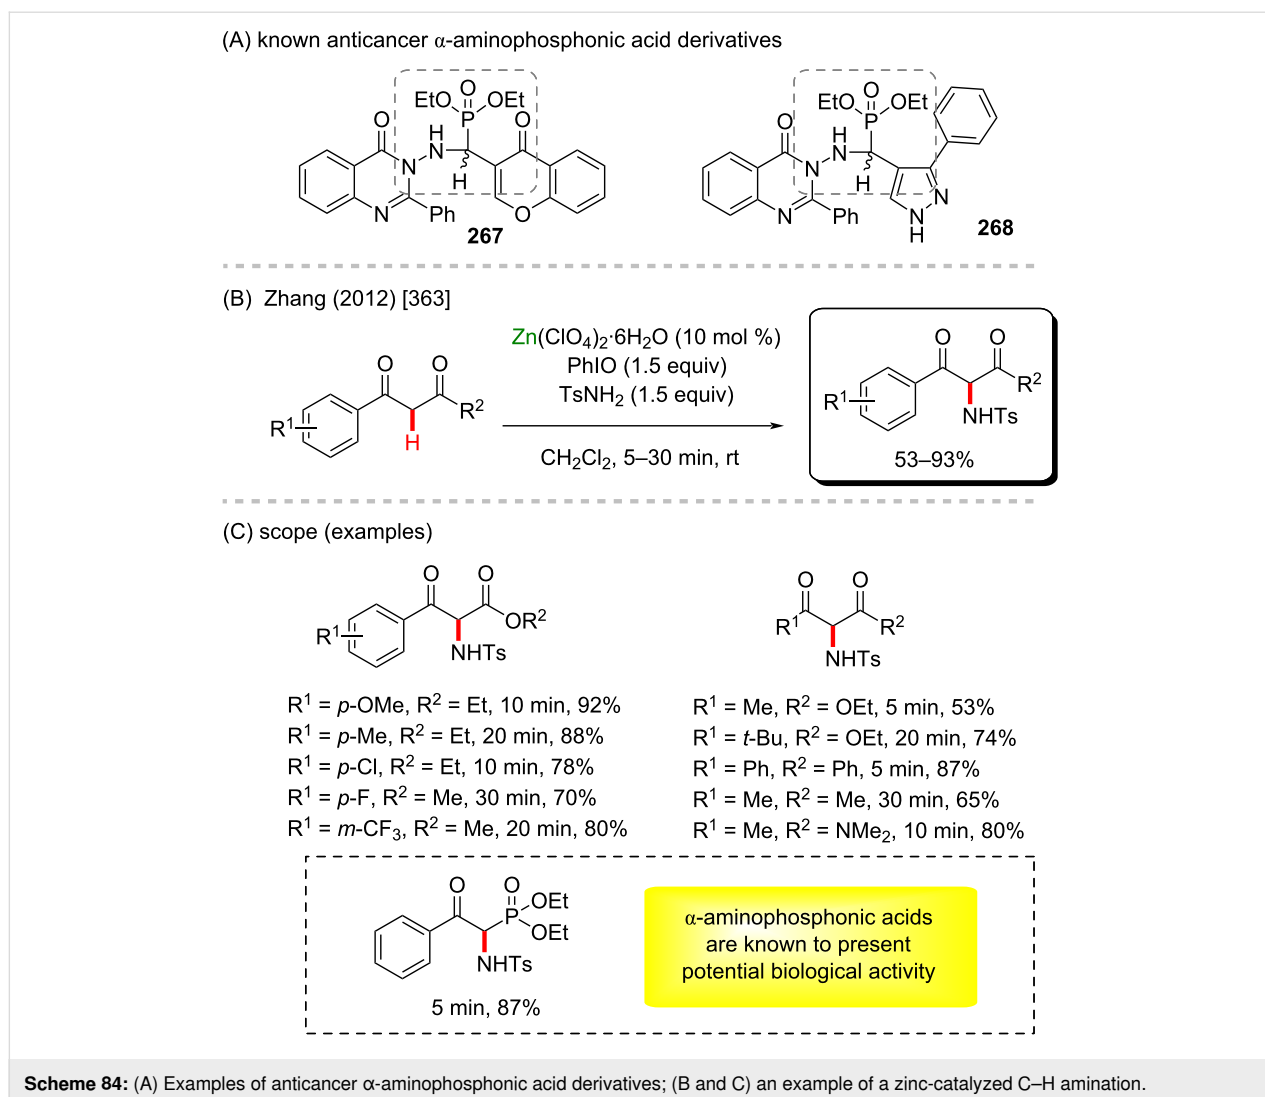 (A) known anticancer α-aminophosphonic acid derivatives
O
EtO OEt
P
O
H
N
O
N
H
N
Ph
O
267
O
EtO OEt
P
O
H
N
N
H
N
Ph
N
N
H
268
(B) Zhang (2012) [363]
Zn(ClO4)2·6H2O (10 mol %)
PhIO (1.5 equiv)
TsNH2 (1.5 equiv)
CH2Cl2, 5–30 min, rt
O O
R1
R2
H
O O
R1
R2
NHTs
53–93%
(C) scope (examples)
O O
R1
OR2
NHTs
O O
R1 R2
NHTs
R1 = p-OMe, R2 = Et, 10 min, 92%
R1 = p-Me, R2 = Et, 20 min, 88%
R1 = p-Cl, R2 = Et, 10 min, 78%
R1 = p-F, R2 = Me, 30 min, 70%
R1 = m-CF3, R2 = Me, 20 min, 80%
R1 = Me, R2 = OEt, 5 min, 53%
R1 = t-Bu, R2 = OEt, 20 min, 74%
R1 = Ph, R2 = Ph, 5 min, 87%
R1 = Me, R2 = Me, 30 min, 65%
R1 = Me, R2 = NMe2, 10 min, 80%
O O
P OEt
OEt
NHTs
5 min, 87%
α-aminophosphonic acids
are known to present
potential biological activity
Scheme 84: (A) Examples of anticancer α-aminophosphonic acid derivatives; (B and C) an example of a zinc-catalyzed C–H amination.